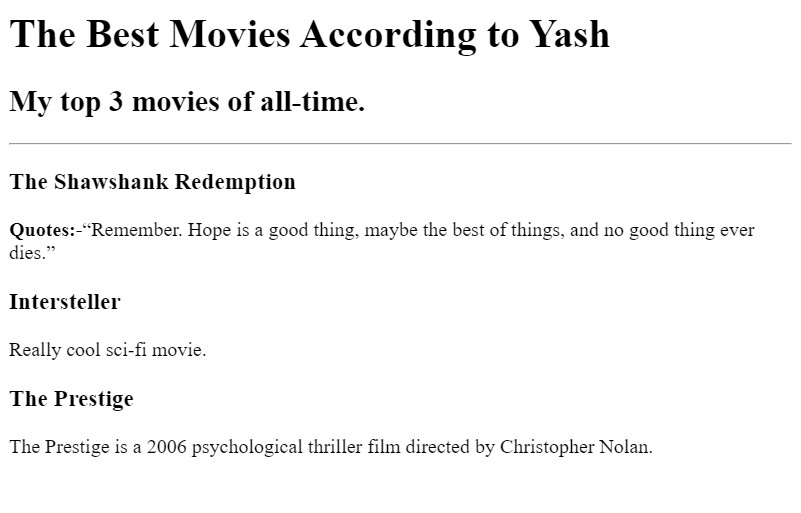 The Best Movies According to Yash
My top 3 movies of all-time.
The Shawshank Redemption
Quotes:-“Remember. Hope is a good thing, maybe the best of things, and no good thing ever
dies.”
Intersteller
Really cool sci-fi movie.
The Prestige
The Prestige is a 2006 psychological thriller film directed by Christopher Nolan.